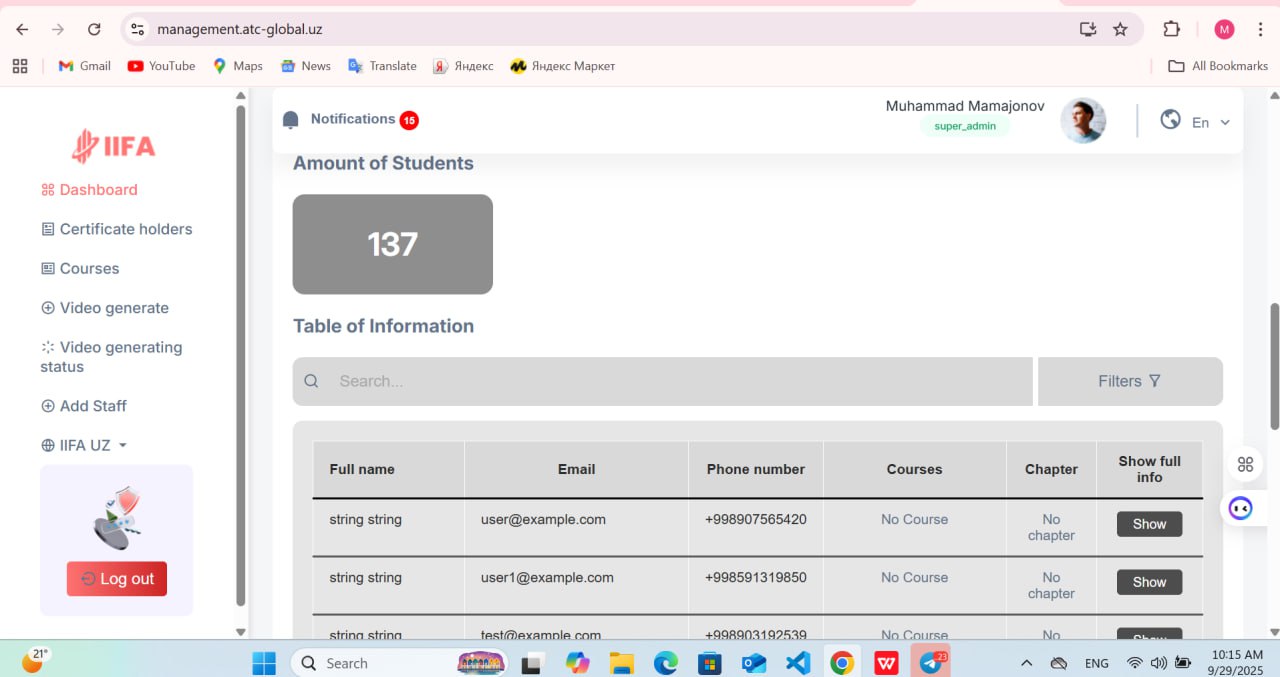 management.atc-global.uz
M
Gmail
YouTube
Maps
News
Translate
Яндекс
Яндекс Маркет
All Bookmarks
IIFA
Dashboard
Certificate holders
Courses
Video generate
Video generating
status
Add Staff
IIFA UZ
Log out
Notifications 15
Muhammad Mamajonov
super_admin
En
Amount of Students
137
Table of Information
Search...
Filters
Full name Email Phone number Courses Chapter Show full
info
string string user@example.com +998907565420 No Course No
chapter Show
string string user1@example.com +998591319850 No Course No
chapter Show
string string test@example.com +998903192539 No Course No Show
21°
Search
23
ENG
10:15 AM
9/29/2025